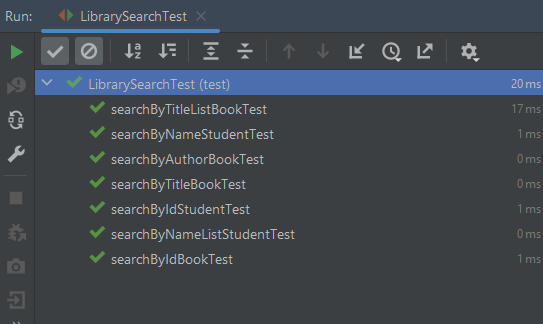 Run: LibrarySearchTest
LibrarySearchTest (test) 20 ms
searchByTitleListBookTest 17 ms
searchByNameStudentTest 1 ms
searchByAuthorBookTest 0 ms
searchByTitleBookTest 0 ms
searchByIdStudentTest 1 ms
searchByNameListStudentTest 0 ms
searchByIdBookTest 1 ms